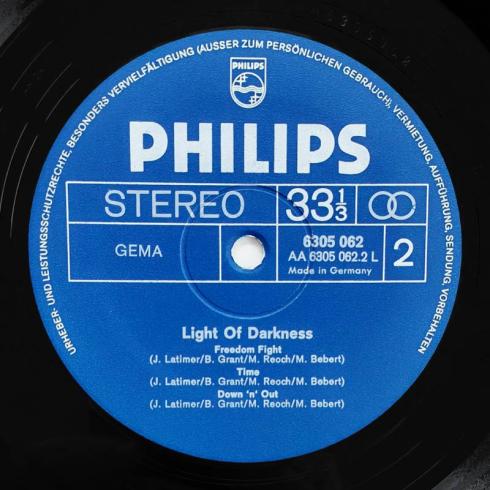 URHEBER- UND LEISTUNGSSCHUTZRECHTE, BESONDERS VERVIELFÄLTIGUNG (AUSSER ZUM PERSÖNLICHEN GEBRAUCH), VERMIETUNG, AUFFÜHRUNG, SENDUNG, VORBEHALTEN
PHILIPS
PHILIPS
STEREO 33 1/3
GEMA
6305 062
AA 6305 062.2 L
Made in Germany
2
Light Of Darkness
Freedom Fight
(J. Latimer/B. Grant/M. Reoch/M. Bebert)
Time
(J. Latimer/B. Grant/M. Reoch/M. Bebert)
Down 'n' Out
(J. Latimer/B. Grant/M. Reoch/M. Bebert)